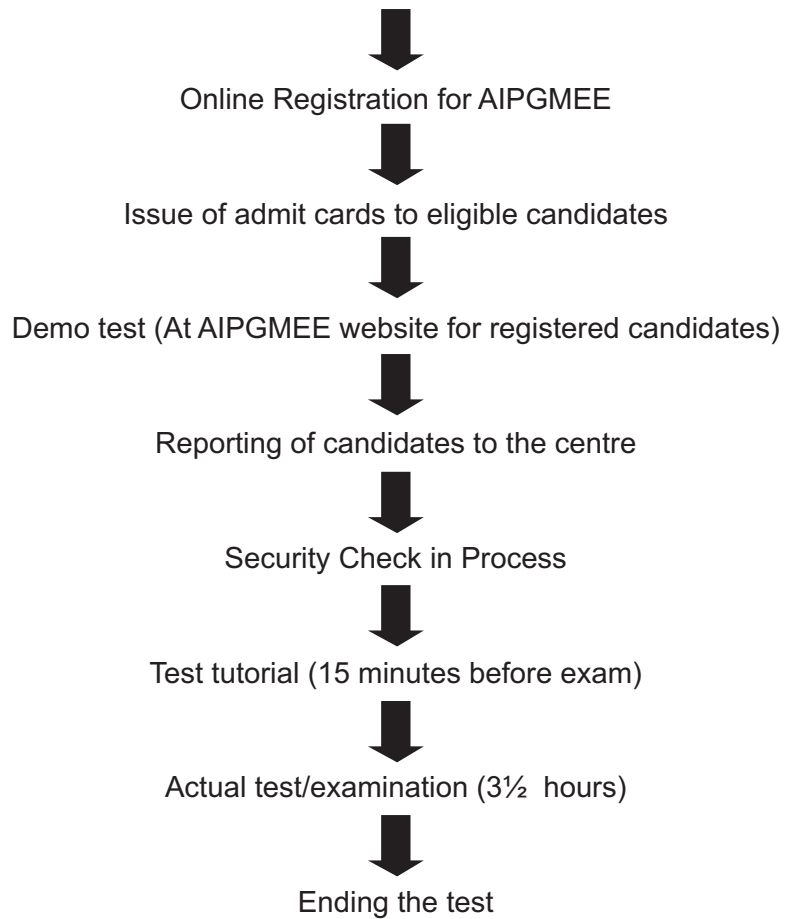 Online Registration for AIPGMEE
Issue of admit cards to eligible candidates
Demo test (At AIPGMEE website for registered candidates)
Reporting of candidates to the centre
Security Check in Process
Test tutorial (15 minutes before exam)
Actual test/examination (3½ hours)
Ending the test